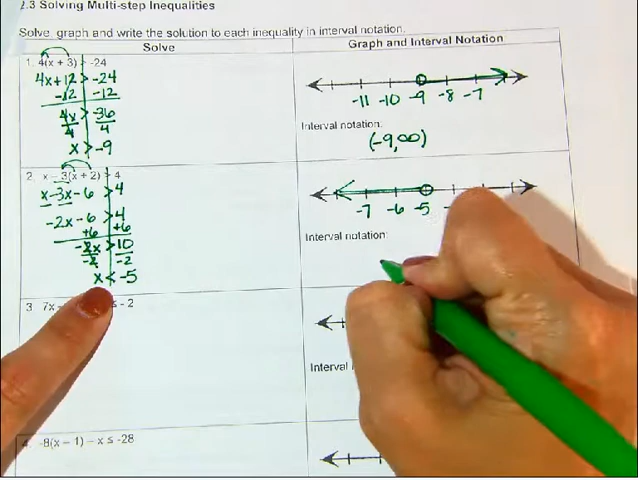 2.3 Solving Multi-step Inequalities
Solve, graph and write the solution to each inequality in interval notation.
Solve
Graph and Interval Notation
1. 4(x + 3) > -24
4x+12 > -24
-12 -12
4x > -36
4 4
x > -9
-11 -10 -9 -8 -7
Interval notation:
(-9,∞)
2. x - 3(x + 2) > 4
x-3x-6 > 4
-2x-6 > 4
+6 +6
-2x > 10
-2 -2
x < -5
-7 -6 -5
Interval notation:
3 7x ≤ -2
Interval
4. -8(x – 1) – x ≤ -28